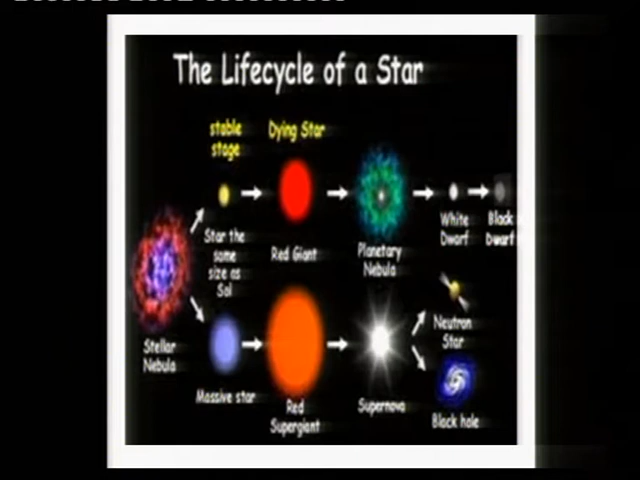 The Lifecycle of a Star
stable
stage
Dying Star
Star the
same
size as
Sol
Red Giant
Planetary
Nebula
White
Dwarf
Black
Dwarf
Stellar
Nebula
Massive star
Red
Supergiant
Supernova
Neutron
Star
Black hole